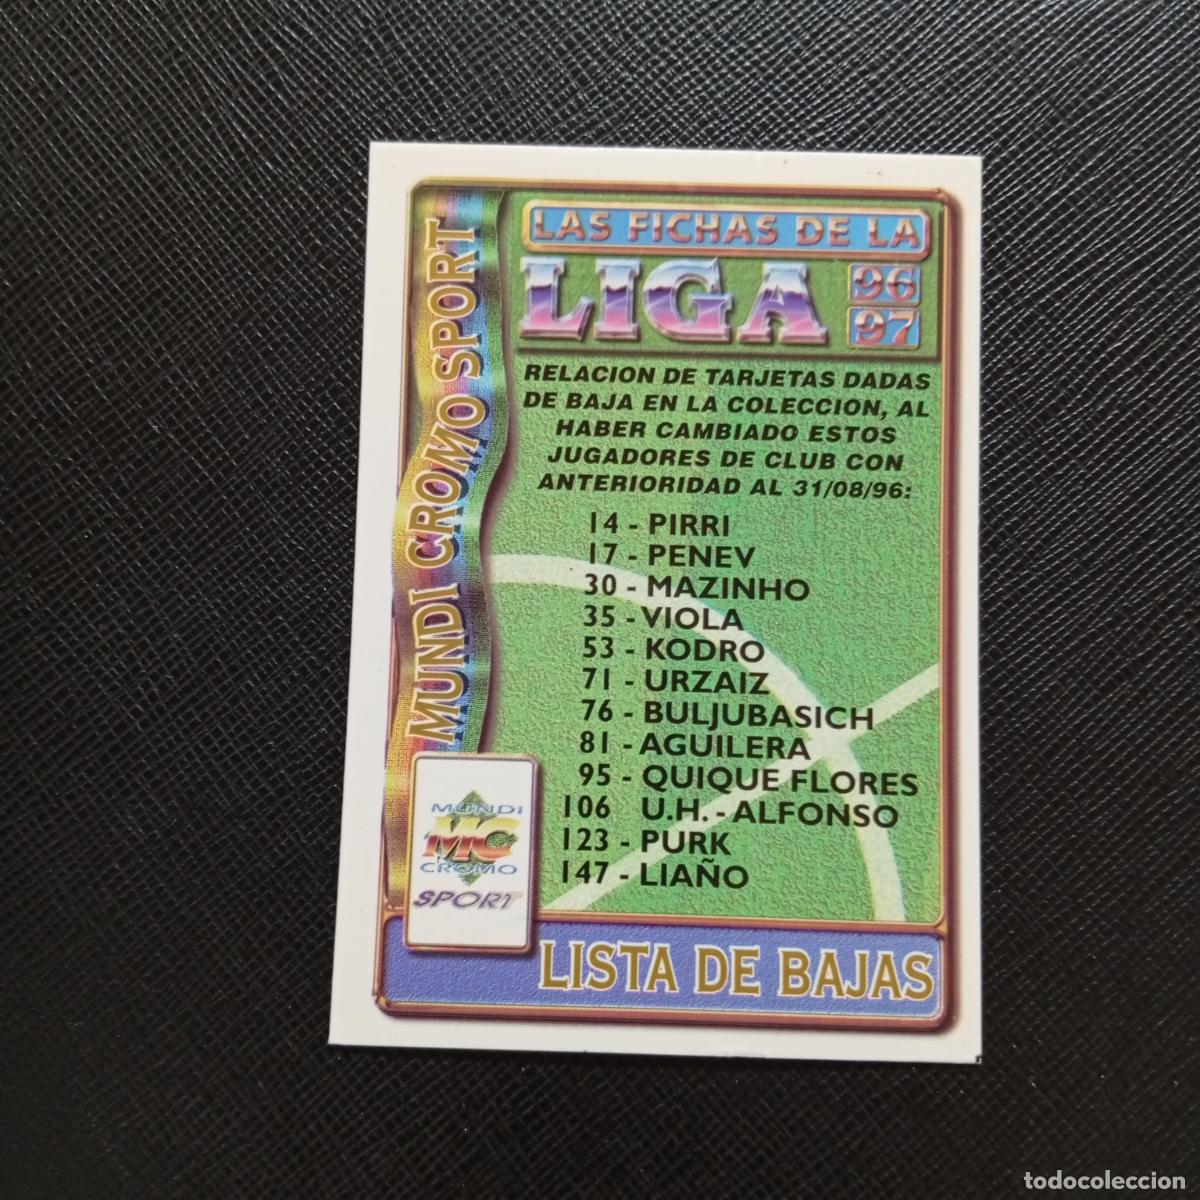 LAS FICHAS DE LA
LIGA 96
97
MUNDI CROMO SPORT
RELACION DE TARJETAS DADAS
DE BAJA EN LA COLECCION, AL
HABER CAMBIADO ESTOS
JUGADORES DE CLUB CON
ANTERIORIDAD AL 31/08/96:
14 - PIRRI
17 - PENEV
30 - MAZINHO
35 - VIOLA
53 - KODRO
71 - URZAIZ
76 - BULJUBASICH
81 - AGUILERA
95 - QUIQUE FLORES
106 U.H. - ALFONSO
123 - PURK
147 - LIAÑO
MUNDI
MC
CROMO
SPORT
LISTA DE BAJAS
todocoleccion